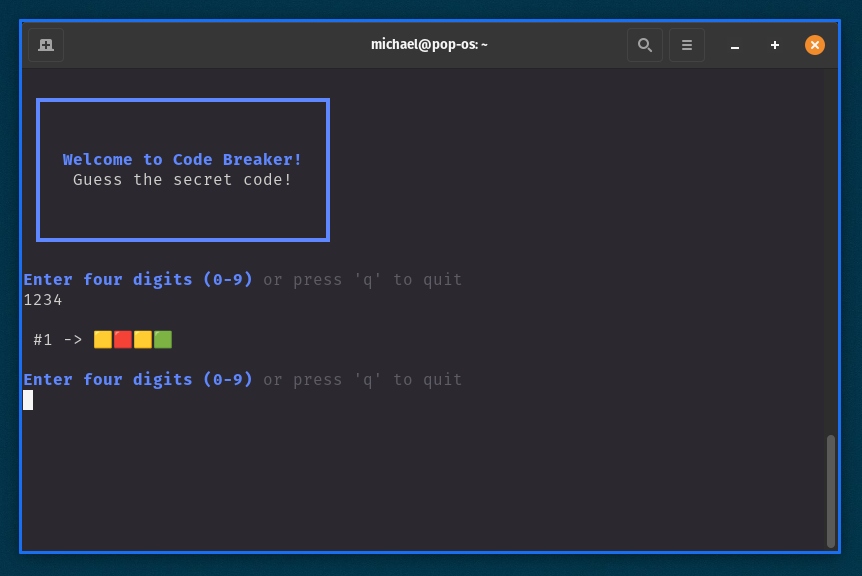 michael@pop-os: ~
Welcome to Code Breaker!
Guess the secret code!
Enter four digits (0-9) or press 'q' to quit
1234
#1 -> 🟨🟥🟨🟩
Enter four digits (0-9) or press 'q' to quit